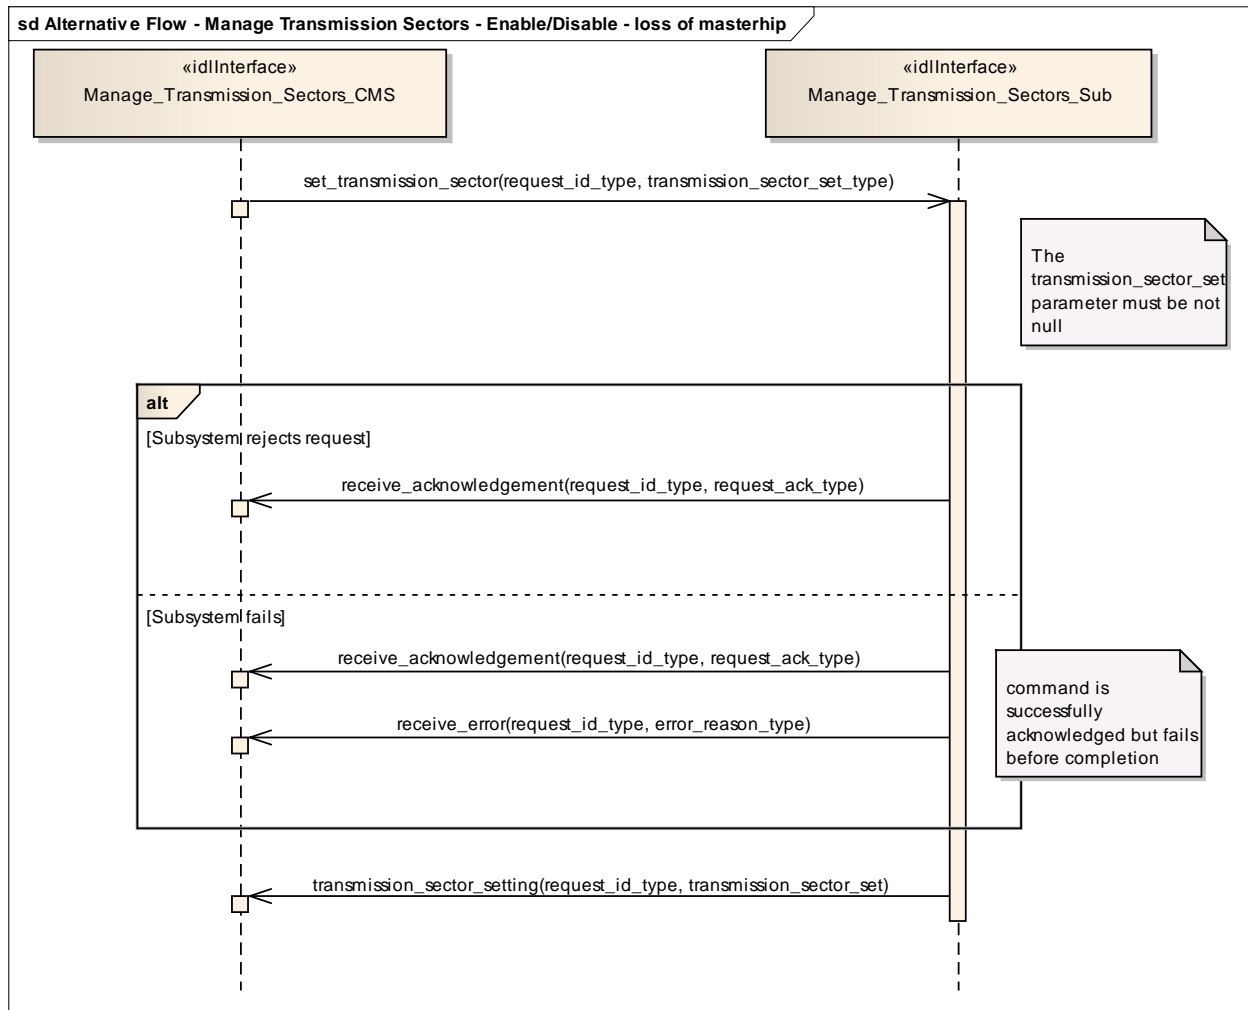 sd Alternative Flow - Manage Transmission Sectors - Enable/Disable - loss of masterhip
«idlInterface»
Manage_Transmission_Sectors_CMS
«idlInterface»
Manage_Transmission_Sectors_Sub
set_transmission_sector(request_id_type, transmission_sector_set_type)
The
transmission_sector_set
parameter must be not
null
alt
[Subsystem rejects request]
receive_acknowledgement(request_id_type, request_ack_type)
[Subsystem fails]
receive_acknowledgement(request_id_type, request_ack_type)
receive_error(request_id_type, error_reason_type)
command is
successfully
acknowledged but fails
before completion
transmission_sector_setting(request_id_type, transmission_sector_set)